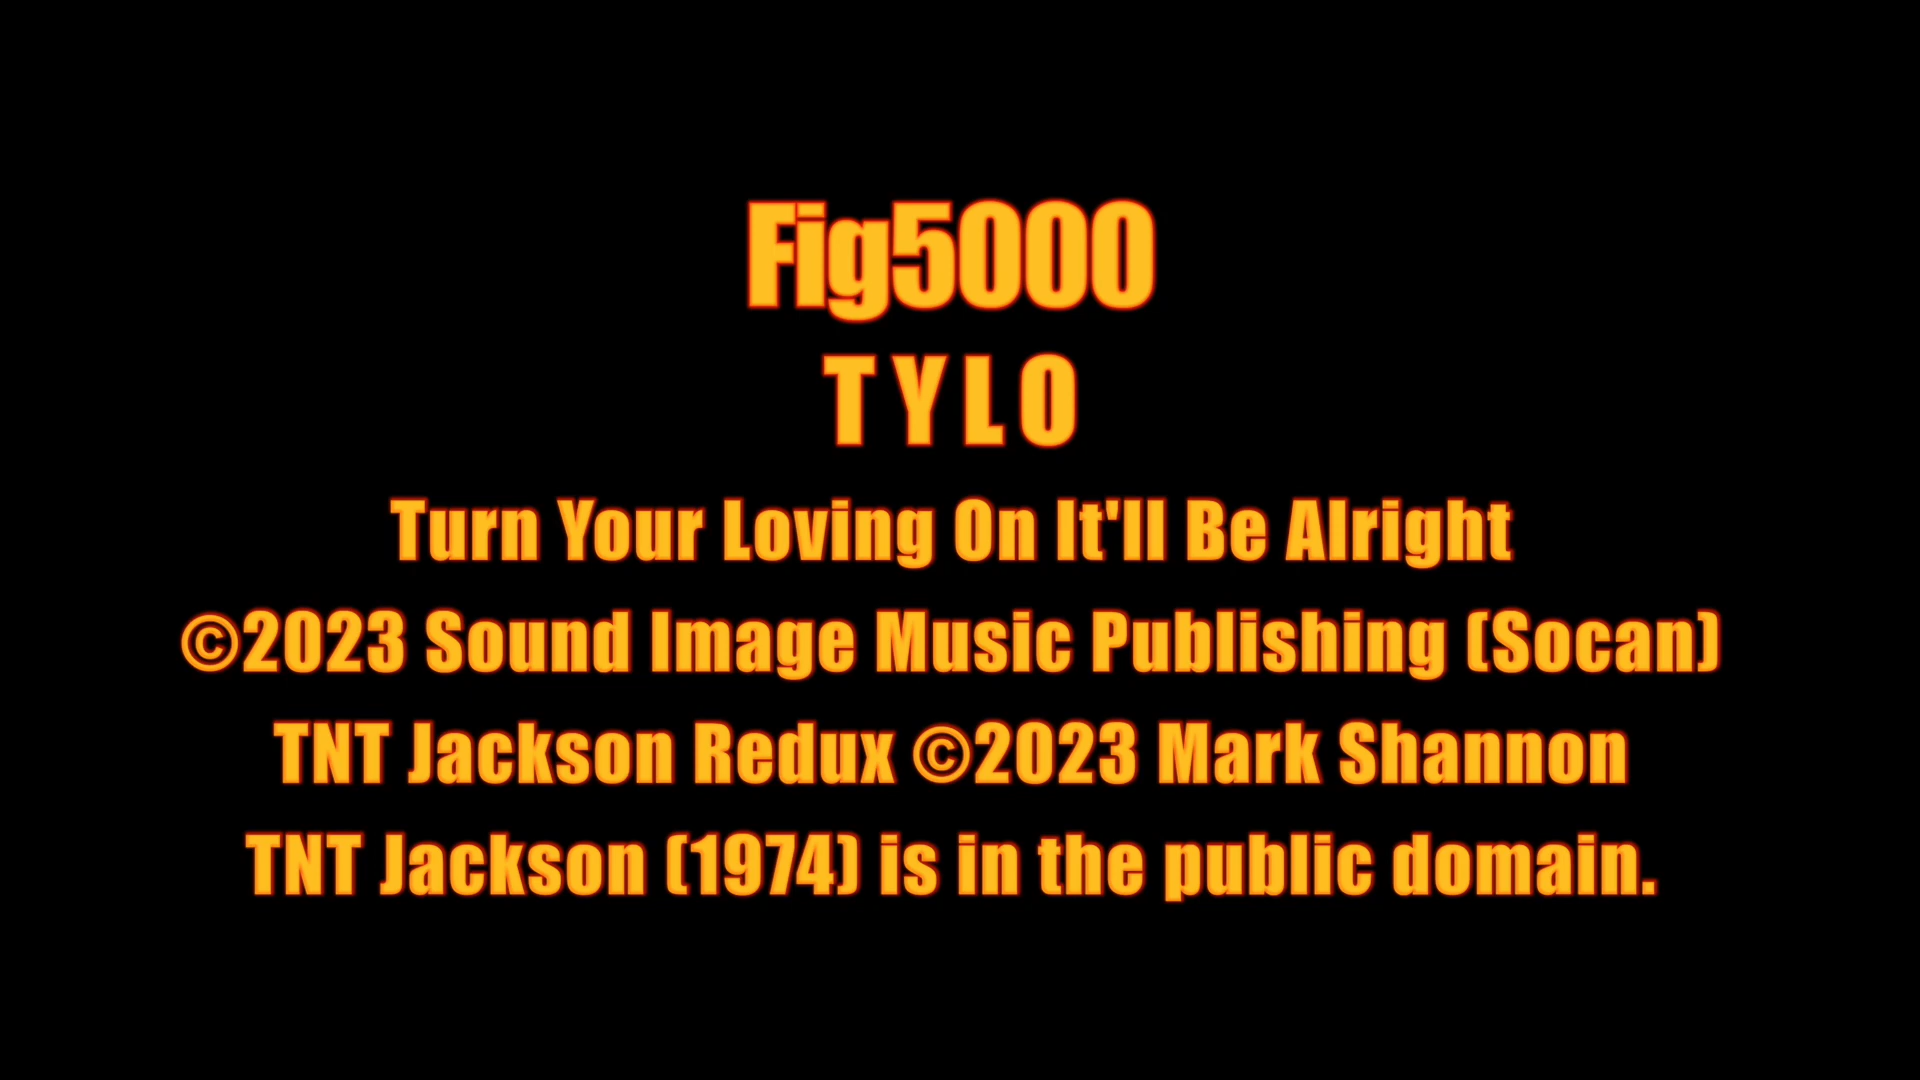 Fig5000
TYLO
Turn Your Loving On It'll Be Alright
©2023 Sound Image Music Publishing (Socan)
TNT Jackson Redux ©2023 Mark Shannon
TNT Jackson (1974) is in the public domain.